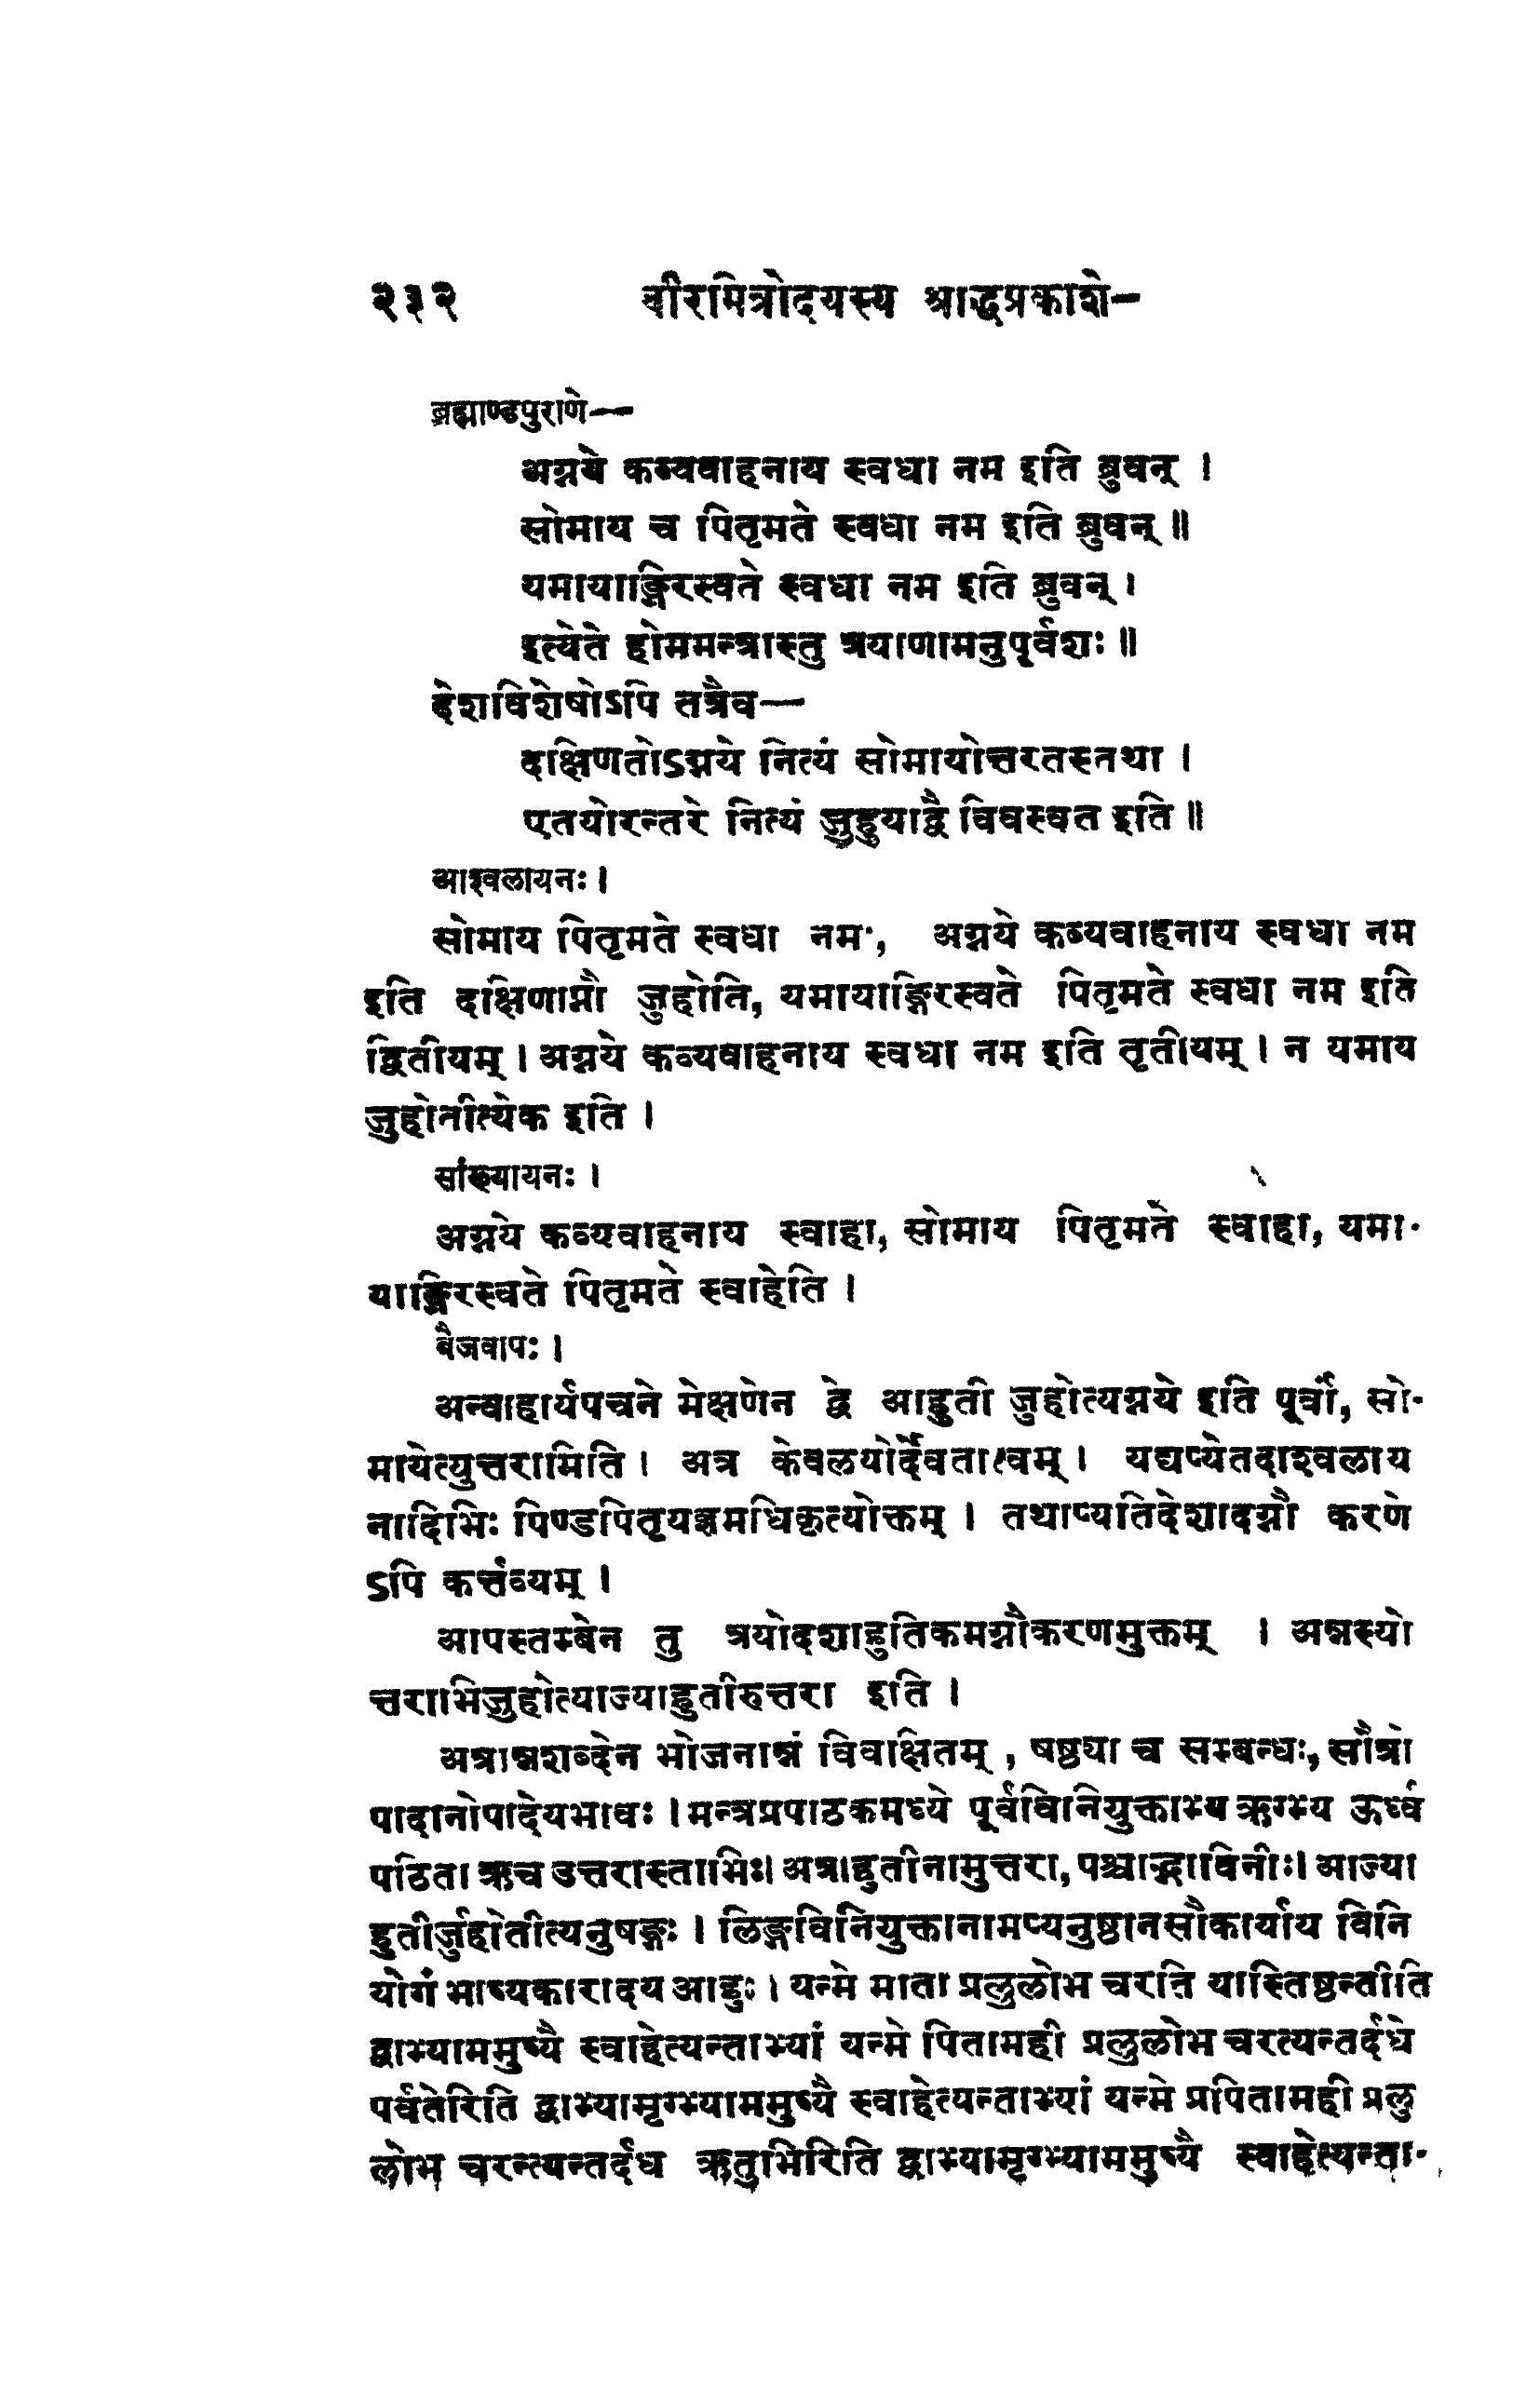 २३२ वीरमित्रोदयस्य श्राद्धप्रकाशे—
ब्रह्माण्डपुराणे—
अग्नये कव्यवाहनाय स्वधा नम इति ब्रुवन् ।
सोमाय च पितृमते स्वधा नम इति ब्रुवन् ॥
यमायाङ्गिरस्वते स्वधा नम इति ब्रुवन् ।
इत्येते होममन्त्रास्तु त्रयाणामनुपूर्वशः ॥
देशविशेषोऽपि तत्रैव—
दक्षिणतोऽग्नये नित्यं सोमायोत्तरतस्तथा ।
एतयोरन्तरे नित्यं जुहुयाद्वै विवस्वत इति ॥
आश्वलायनः ।
सोमाय पितृमते स्वधा नमः, अग्नये कव्यवाहनाय स्वधा नम
इति दक्षिणाग्नौ जुहोति, यमायाङ्गिरस्वते पितृमते स्वधा नम इति
द्वितीयम् । अग्नये कव्यवाहनाय स्वधा नम इति तृतीयम् । न यमाय
जुहोतीत्येक इति ।
सांख्यायनः ।
अग्नये कव्यवाहनाय स्वाहा, सोमाय पितृमते स्वाहा, यमा-
याङ्गिरस्वते पितृमते स्वाहेति ।
बैजवापः ।
अन्वाहार्यपचने मेक्षणेन द्वे आहुती जुहोत्यग्नये इति पूर्वां, सो-
मायेत्युत्तरामिति । अत्र केवलयोर्देवतात्वम् । यद्यप्येतदाश्वलाय
नादिभिः पिण्डपितृयज्ञमधिकृत्योक्तम् । तथाप्यतिदेशादग्नौ करणे
ऽपि कर्त्तव्यम् ।
आपस्तम्बेन तु त्रयोदशाहुतिकमग्नौकरणमुक्तम् । अन्नस्यो
त्तराभिजुहोत्याज्याहुतीरुत्तरा इति ।
अत्रान्नशब्देन भोजनान्नं विवाक्षितम् , षष्ठ्या च सम्बन्धः, सौत्रो
पादानोपादेयभावः । मन्त्रप्रपाठकमध्ये पूर्वविनियुक्ताभ्य ऋग्भ्य ऊर्ध्वं
पठिता ऋच उत्तरास्ताभिः। अत्राहुतीनामुत्तरा, पश्चाद्भाविनीः। आज्या
हुतीर्जुहोतीत्यनुषङ्गः । लिङ्गविनियुक्तानामप्यनुष्ठानसौकार्याय विनि
योगं भाष्यकारादय आहुः । यन्मे माता प्रलुलोभ चरति यास्तिष्ठन्तीति
द्वाभ्याममुष्यै स्वाहेत्यन्ताभ्यां यन्मे पितामही प्रलुलोभ चरत्यन्तर्दधे
पर्वतेरिति द्वाभ्यामृग्भ्याममुष्यै स्वाहेत्यन्ताभ्यां यन्मे प्रपितामही प्रलु
लोभ चरन्त्यन्तर्दध ऋतुभिरिति द्वाभ्यामृग्भ्याममुष्यै स्वाहेत्यन्ता-